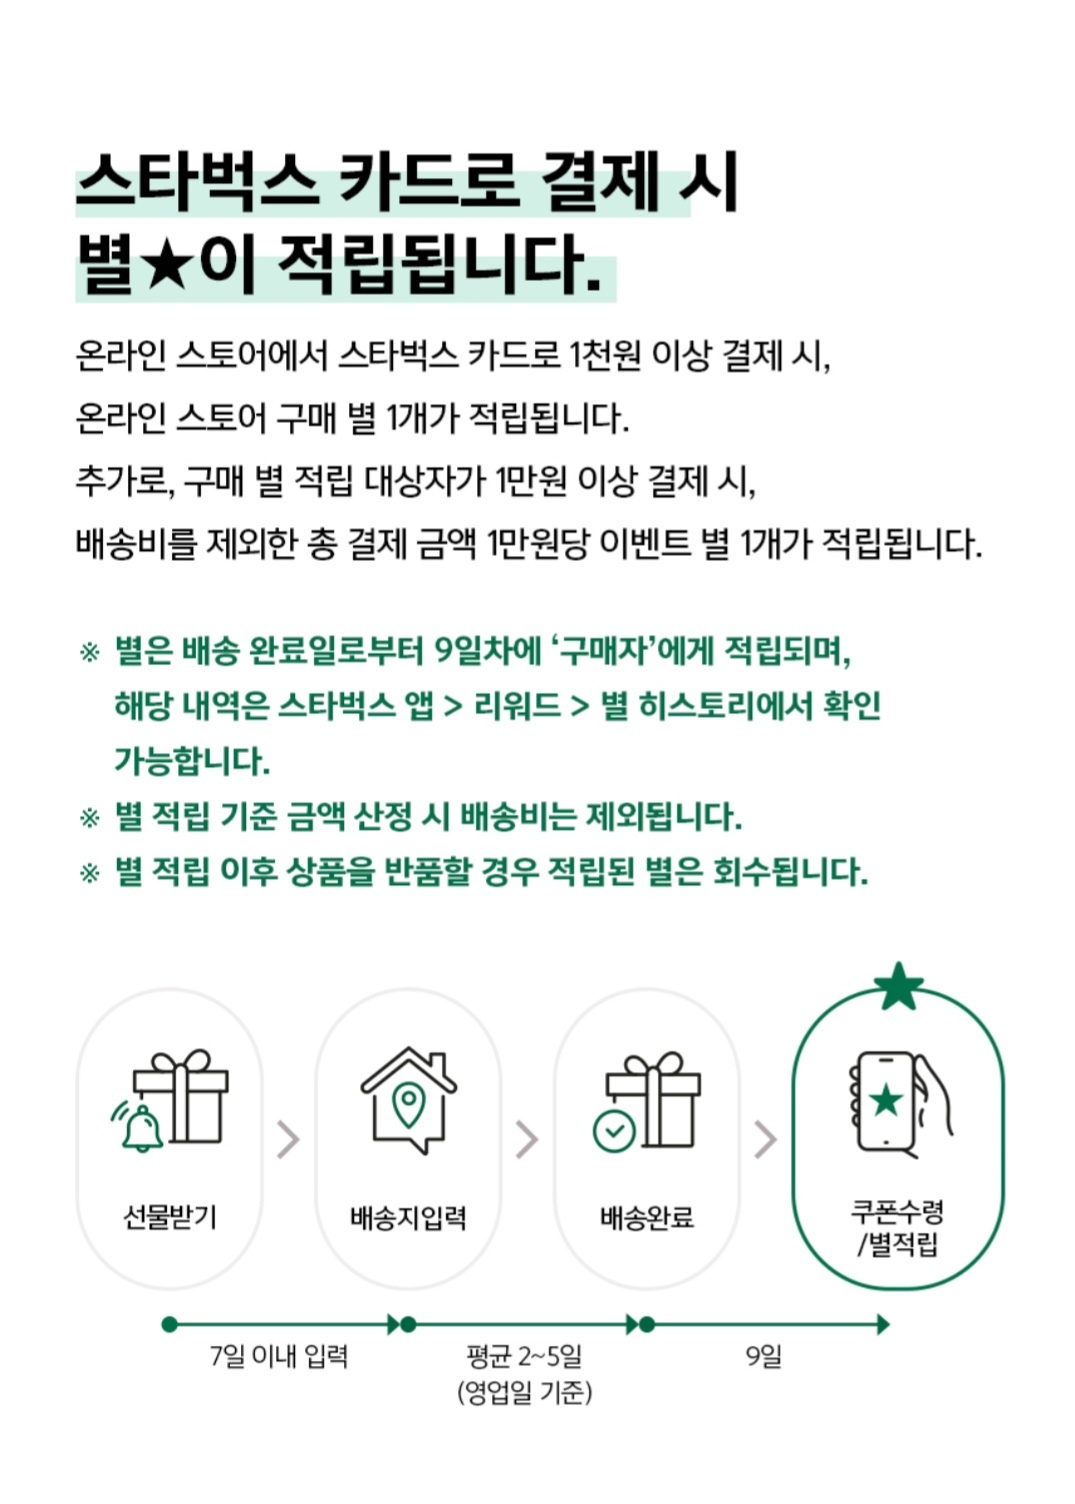 스타벅스 카드로 결제 시
별★이 적립됩니다.
온라인 스토어에서 스타벅스 카드로 1천원 이상 결제 시,
온라인 스토어 구매 별 1개가 적립됩니다.
추가로, 구매 별 적립 대상자가 1만원 이상 결제 시,
배송비를 제외한 총 결제 금액 1만원당 이벤트 별 1개가 적립됩니다.
※ 별은 배송 완료일로부터 9일차에 ‘구매자’에게 적립되며,
해당 내역은 스타벅스 앱 > 리워드 > 별 히스토리에서 확인
가능합니다.
※ 별 적립 기준 금액 산정 시 배송비는 제외됩니다.
※ 별 적립 이후 상품을 반품할 경우 적립된 별은 회수됩니다.
선물받기
배송지입력
배송완료
쿠폰수령
/별적립
7일 이내 입력
평균 2~5일
(영업일 기준)
9일